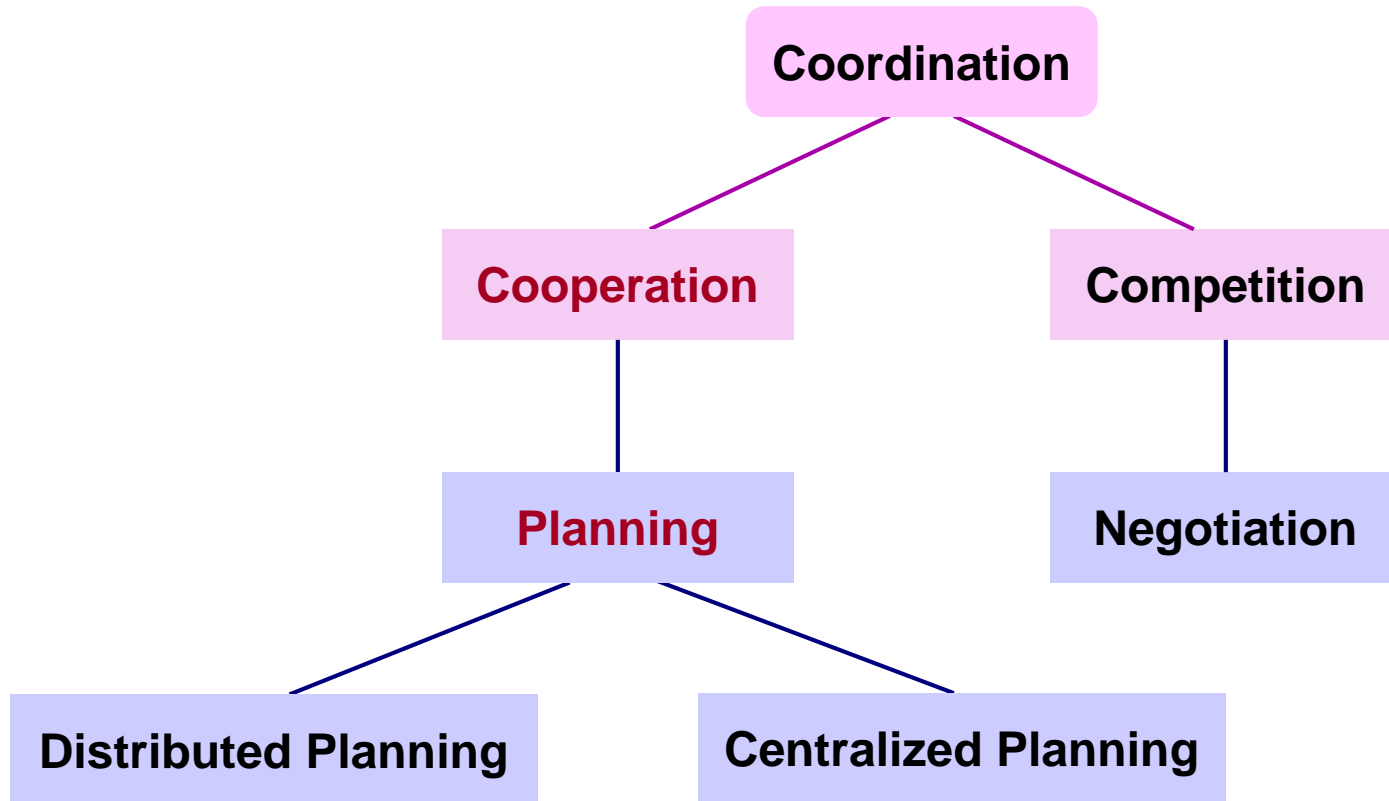 Coordination
Cooperation
Competition
Planning
Negotiation
Distributed Planning
Centralized Planning